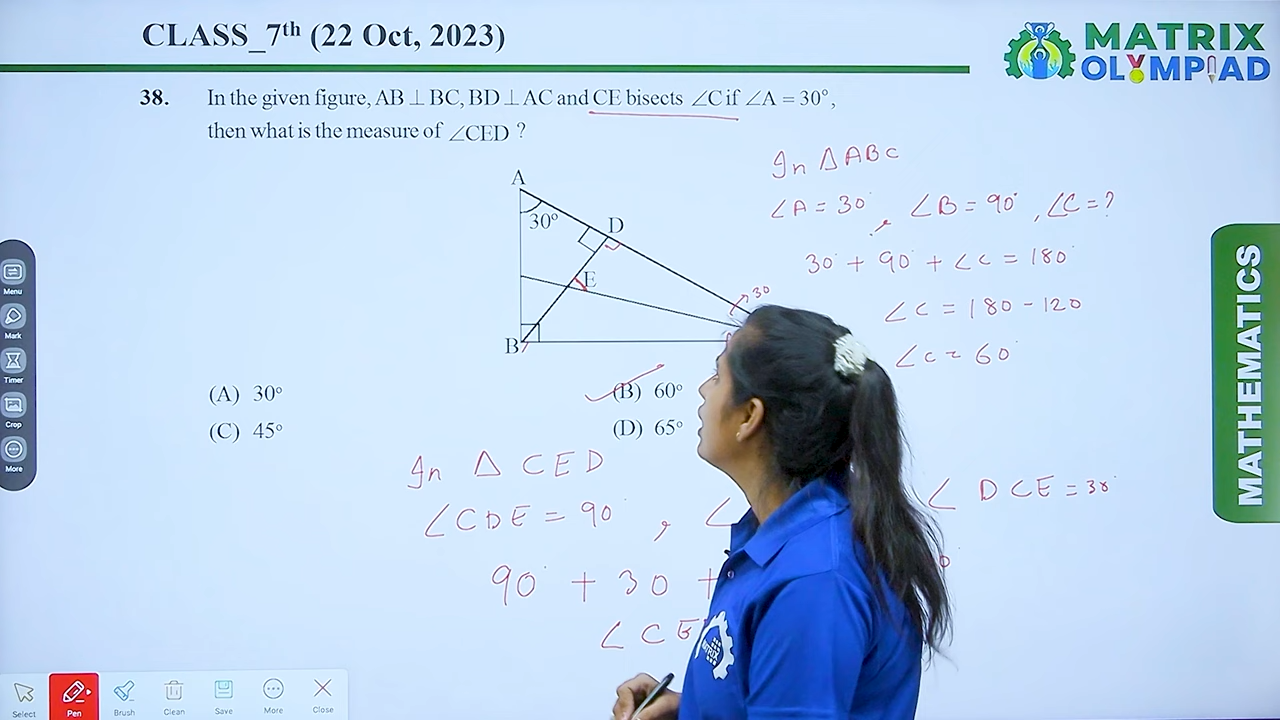 CLASS_7th (22 Oct, 2023)
MATRIX
OLYMPIAD
38. In the given figure, AB ⊥ BC, BD ⊥ AC and CE bisects ∠C if ∠A = 30°,
then what is the measure of ∠CED ?
In ΔABC
∠A = 30°, ∠B = 90°, ∠C = ?
30° + 90° + ∠C = 180°
∠C = 180 - 120
∠C = 60°
A
30°
D
E
30
B
(A) 30°
(B) 60°
(C) 45°
(D) 65°
In Δ CED
∠CDE = 90°, ∠ ∠DCE = 30°
90° + 30 +
∠CE
MATHEMATICS
Menu
Mark
Timer
Crop
More
MATRIX
Select
Pen
Brush
Clean
Save
More
Close